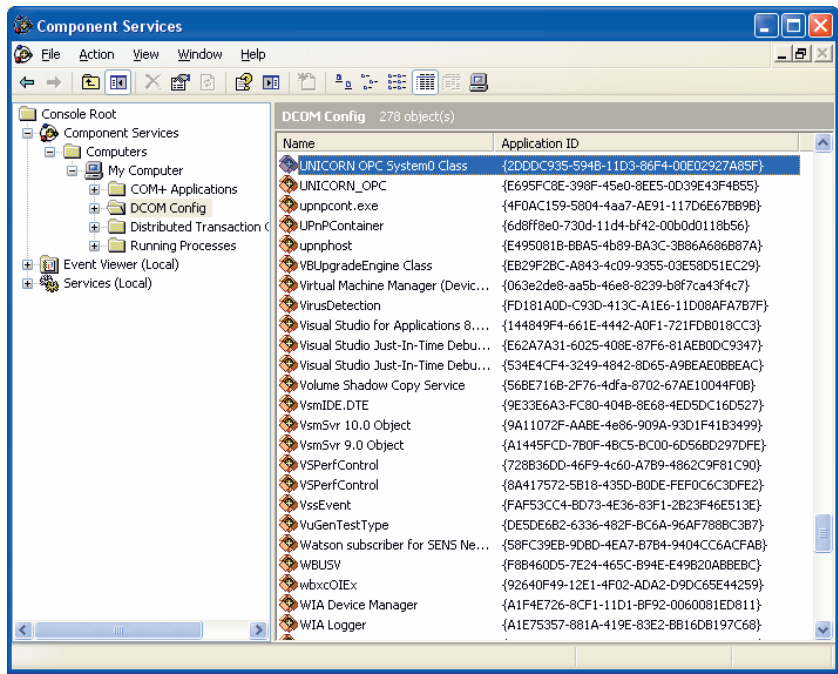 Component Services
File Action View Window Help
Console Root
Component Services
Computers
My Computer
COM+ Applications
DCOM Config
Distributed Transaction C
Running Processes
Event Viewer (Local)
Services (Local)
DCOM Config 278 object(s)
Name Application ID
UNICORN OPC System0 Class {2DDDC935-594B-11D3-86F4-00E02927A85F}
UNICORN_OPC {E695FC8E-398F-45e0-8EE5-0D39E43F4B55}
upnpcont.exe {4F0AC159-5804-4aa7-AE91-117D6E67BB9B}
UPnPContainer {6d8ff8e0-730d-11d4-bf42-00b0d0118b56}
upnphost {E495081B-BBA5-4b89-BA3C-3B86A686B87A}
VBUpgradeEngine Class {EB29F2BC-A843-4c09-9355-03E58D51EC29}
Virtual Machine Manager (Devic... {063e2de8-aa5b-46e8-8239-b8f7ca43f4c7}
VirusDetection {FD181A0D-C93D-413C-A1E6-11D08AFA7B7F}
Visual Studio for Applications 8.... {144849F4-661E-4442-A0F1-721FDB018CC3}
Visual Studio Just-In-Time Debu... {E62A7A31-6025-408E-87F6-81AEB0DC9347}
Visual Studio Just-In-Time Debu... {534E4CF4-3249-4842-8D65-A9BEAE0BBEAC}
Volume Shadow Copy Service {56BE716B-2F76-4dfa-8702-67AE10044F0B}
VsmIDE.DTE {9E33E6A3-FC80-404B-8E68-4ED5DC16D527}
VsmSvr 10.0 Object {9A11072F-AABE-4e86-909A-93D1F41B3499}
VsmSvr 9.0 Object {A1445FCD-7B0F-4BC5-BC00-6D56BD297DFE}
VSPerfControl {728B36DD-46F9-4c60-A7B9-4862C9F81C90}
VSPerfControl {8A417572-5B18-435D-B0DE-FEF0C6C3DFE2}
VssEvent {FAF53CC4-BD73-4E36-83F1-2B23F46E513E}
VuGenTestType {DE5DE6B2-6336-482F-BC6A-96AF788BC3B7}
Watson subscriber for SENS Ne... {58FC39EB-9DBD-4EA7-B7B4-9404CC6ACFAB}
WBUSV {F8B460D5-7E24-465C-B94E-E49B20ABBEBC}
wbxcOIEx {92640F49-12E1-4F02-ADA2-D9DC65E44259}
WIA Device Manager {A1F4E726-8CF1-11D1-BF92-0060081ED811}
WIA Logger {A1E75357-881A-419E-83E2-BB16DB197C68}